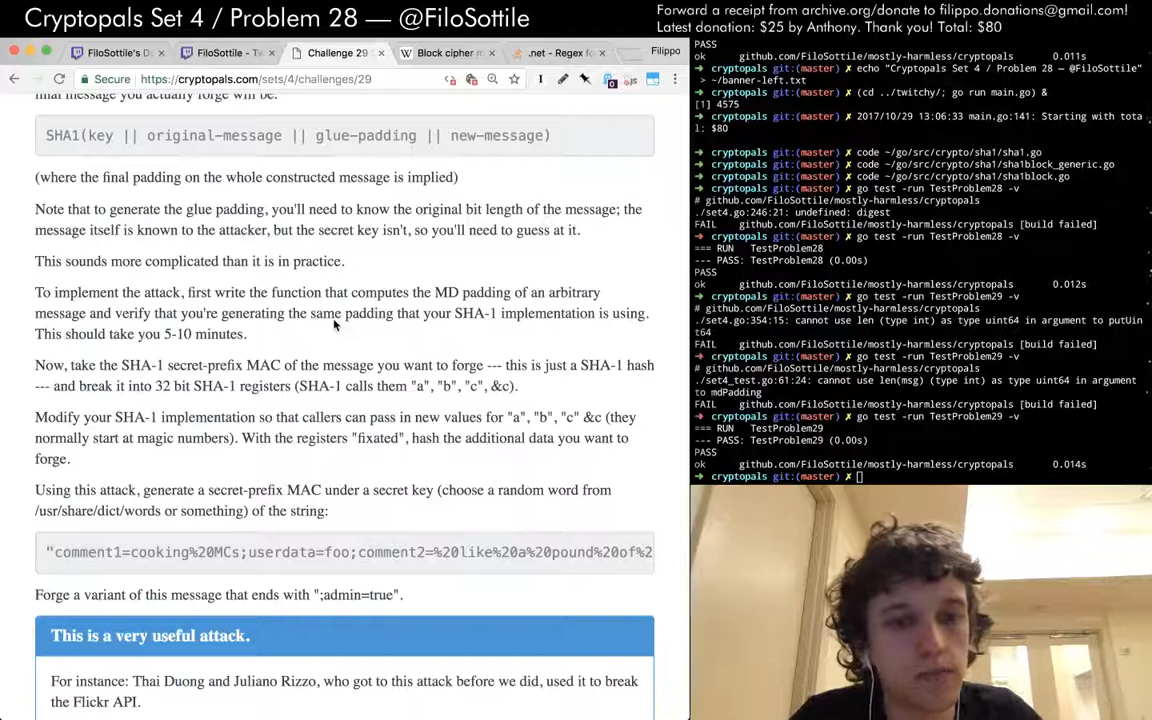 Cryptopals Set 4 / Problem 28 — @FiloSottile
Forward a receipt from archive.org/donate to filippo.donations@gmail.com!
Latest donation: $25 by Anthony. Thank you! Total: $80
FiloSottile's D
FiloSottile - Tw
Challenge 29
Block cipher m
.net - Regex fo
Filippo
Secure
https://cryptopals.com/sets/4/challenges/29
final message you actually forge will be:
SHA1(key || original-message || glue-padding || new-message)
(where the final padding on the whole constructed message is implied)
Note that to generate the glue padding, you'll need to know the original bit length of the message; the
message itself is known to the attacker, but the secret key isn't, so you'll need to guess at it.
This sounds more complicated than it is in practice.
To implement the attack, first write the function that computes the MD padding of an arbitrary
message and verify that you're generating the same padding that your SHA-1 implementation is using.
This should take you 5-10 minutes.
Now, take the SHA-1 secret-prefix MAC of the message you want to forge --- this is just a SHA-1 hash
--- and break it into 32 bit SHA-1 registers (SHA-1 calls them "a", "b", "c", &c).
Modify your SHA-1 implementation so that callers can pass in new values for "a", "b", "c" &c (they
normally start at magic numbers). With the registers "fixated", hash the additional data you want to
forge.
Using this attack, generate a secret-prefix MAC under a secret key (choose a random word from
/usr/share/dict/words or something) of the string:
"comment1=cooking%20MCs;userdata=foo;comment2=%20like%20a%20pound%20of%2
Forge a variant of this message that ends with ";admin=true".
This is a very useful attack.
For instance: Thai Duong and Juliano Rizzo, who got to this attack before we did, used it to break
the Flickr API.
PASS
ok github.com/FiloSottile/mostly-harmless/cryptopals 0.011s
➜ cryptopals git:(master) ✗ echo "Cryptopals Set 4 / Problem 28 — @FiloSottile"
> ~/banner-left.txt
➜ cryptopals git:(master) ✗ (cd ../twitchy/; go run main.go) &
[1] 4575
➜ cryptopals git:(master) ✗ 2017/10/29 13:06:33 main.go:141: Starting with tota
l: $80
➜ cryptopals git:(master) ✗ code ~/go/src/crypto/sha1/sha1.go
➜ cryptopals git:(master) ✗ code ~/go/src/crypto/sha1/sha1block_generic.go
➜ cryptopals git:(master) ✗ code ~/go/src/crypto/sha1/sha1block.go
➜ cryptopals git:(master) ✗ go test -run TestProblem28 -v
# github.com/FiloSottile/mostly-harmless/cryptopals
./set4.go:246:21: undefined: digest
FAIL github.com/FiloSottile/mostly-harmless/cryptopals [build failed]
➜ cryptopals git:(master) ✗ go test -run TestProblem28 -v
=== RUN TestProblem28
--- PASS: TestProblem28 (0.00s)
PASS
ok github.com/FiloSottile/mostly-harmless/cryptopals 0.012s
➜ cryptopals git:(master) ✗ go test -run TestProblem29 -v
# github.com/FiloSottile/mostly-harmless/cryptopals
./set4.go:354:15: cannot use len (type int) as type uint64 in argument to putUin
t64
FAIL github.com/FiloSottile/mostly-harmless/cryptopals [build failed]
➜ cryptopals git:(master) ✗ go test -run TestProblem29 -v
# github.com/FiloSottile/mostly-harmless/cryptopals
./set4_test.go:61:24: cannot use len(msg) (type int) as type uint64 in argument
to mdPadding
FAIL github.com/FiloSottile/mostly-harmless/cryptopals [build failed]
➜ cryptopals git:(master) ✗ go test -run TestProblem29 -v
=== RUN TestProblem29
--- PASS: TestProblem29 (0.00s)
PASS
ok github.com/FiloSottile/mostly-harmless/cryptopals 0.014s
➜ cryptopals git:(master) ✗